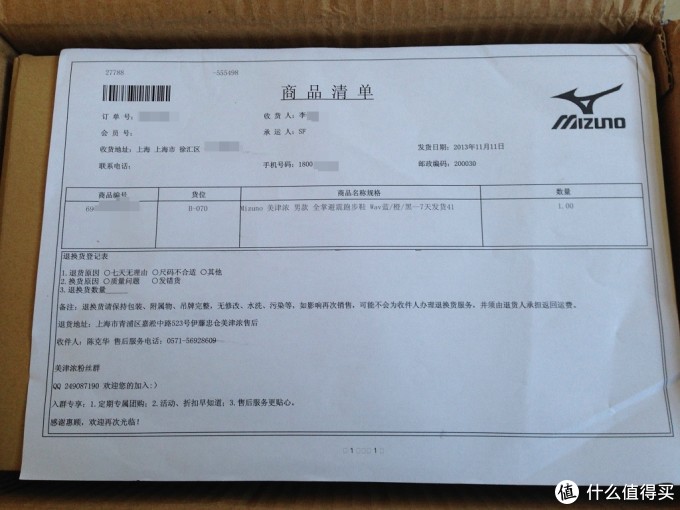 27788 -555498
商品清单
MIZUNO
订 单 号:
收 货 人: 李
会 员 号:
承 运 人: SF
收货地址: 上海 上海市 徐汇区
发货日期: 2013年11月11日
联系电话:
手机号码: 1800
邮政编码: 200030
商品编号 货位 商品名称规格 数量
B-070 Mizuno 美津浓 男款 全掌避震跑步鞋 Wav蓝/橙/黑--7天发货41 1.00
退换货登记表
1.退货原因 ○七天无理由 ○尺码不合适 ○其他
2.换货原因 ○质量问题 ○发错货
3.退换货数量
备注: 退换货请保持包装、附属物、吊牌完整, 无修改、水洗、污染等, 如影响再次销售, 可能不会为收件人办理退换货服务, 并须由退货人承担返回运费。
退货地址: 上海市青浦区嘉淞中路523号伊藤忠仓美津浓售后
收件人: 陈克华 售后服务电话: 0571-56928609
美津浓粉丝群
QQ 249087190 欢迎您的加入:)
入群专享: 1.定期专属团购; 2.活动、折扣早知道; 3.售后服务更贴心。
感谢惠顾, 欢迎再次光临!
值 什么值得买